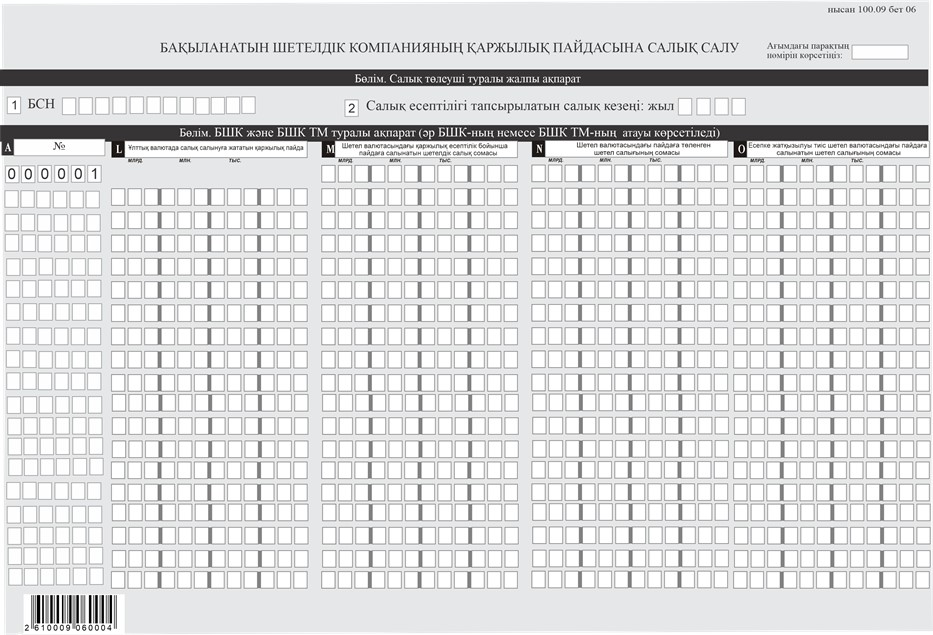 нысан 100.09 бет 06
БАҚЫЛАНАТЫН ШЕТЕЛДІК КОМПАНИЯНЫҢ ҚАРЖЫЛЫҚ ПАЙДАСЫНА САЛЫҚ САЛУ
Ағымдағы парақтың
нөмірін көрсетіңіз:
Бөлім. Салық төлеуші туралы жалпы ақпарат
1 БСН
2 Салық есептілігі тапсырылатын салық кезеңі: жыл
Бөлім. БШК және БШК ТМ туралы ақпарат (әр БШК-ның немесе БШК ТМ-ның атауы көрсетіледі)
A №
L Ұлттық валютада салық салынуға жататын қаржылық пайда
МЛРД. МЛН. ТЫС.
M Шетел валютасындағы қаржылық есептілік бойынша
пайдаға салынатын шетелдік салық сомасы
МЛРД. МЛН. ТЫС.
N Шетел валютасындағы пайдаға төленген
шетел салығының сомасы
МЛРД. МЛН. ТЫС.
O Есепке жатқызылуы тиіс шетел валютасындағы пайдаға
салынатын шетел салығының сомасы
МЛРД. МЛН. ТЫС.
000001
2610009060004